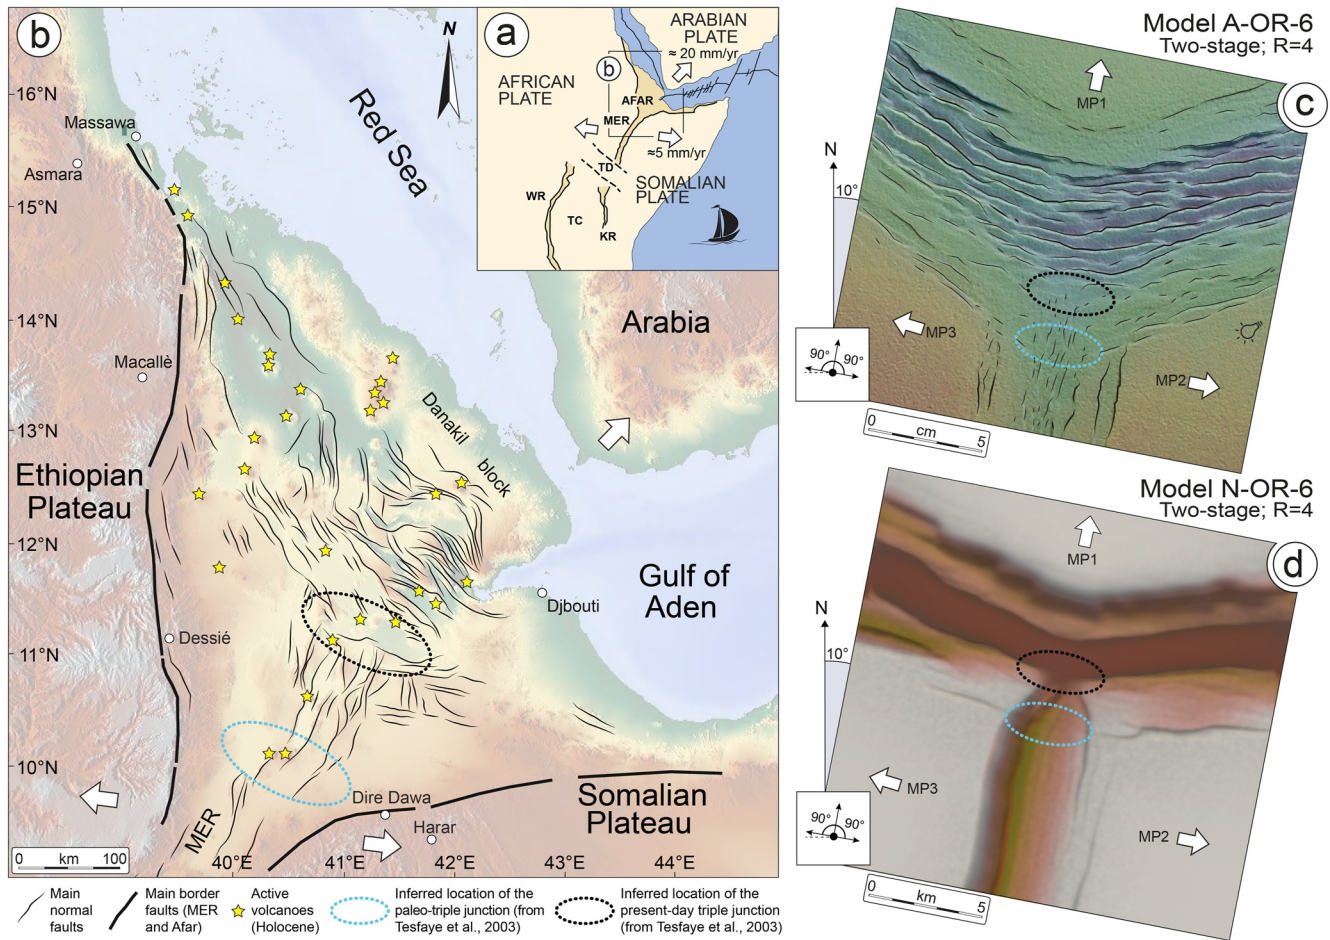 b
N
16°N
15°N
14°N
13°N
12°N
11°N
10°N
Massawa
Asmara
Macallè
Ethiopian
Plateau
Dessié
Red Sea
Arabia
Danakil
block
Gulf of
Aden
Djbouti
Dire Dawa
Harar
Somalian
Plateau
MER
0 km 100
40°E
41°E
42°E
43°E
44°E
a
ARABIAN
PLATE
≈ 20 mm/yr
AFRICAN
PLATE
b
AFAR
MER
≈5 mm/yr
TD
SOMALIAN
PLATE
WR
TC
KR
Model A-OR-6
Two-stage; R=4
c
MP1
N
10°
MP3
MP2
90°
90°
0 cm 5
Model N-OR-6
Two-stage; R=4
d
MP1
N
10°
MP3
MP2
90°
90°
0 km 5
Main
normal
faults
Main border
faults (MER
and Afar)
Active
volcanoes
(Holocene)
Inferred location of the
paleo-triple junction (from
Tesfaye et al., 2003)
Inferred location of the
present-day triple junction
(from Tesfaye et al., 2003)